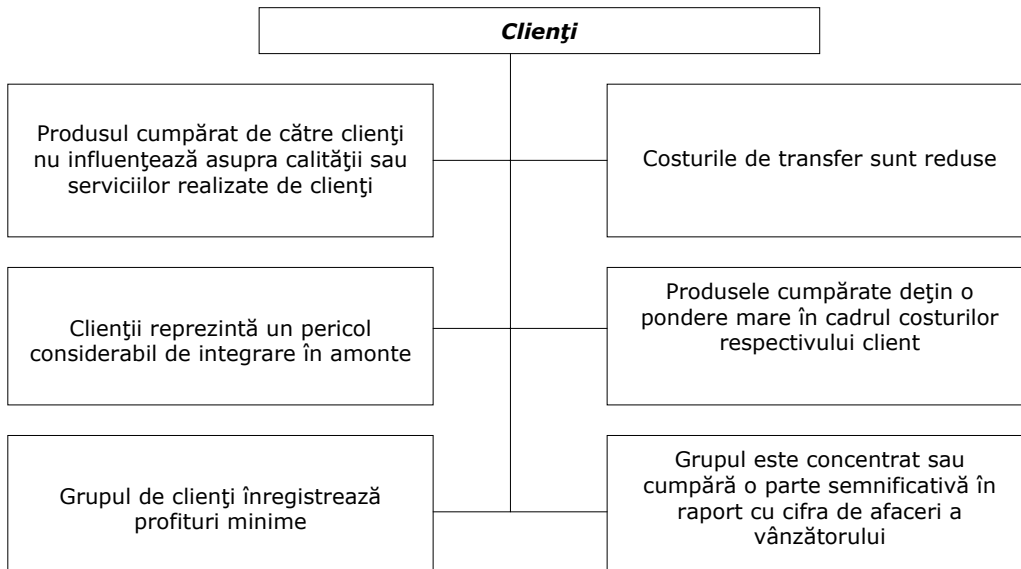 Clienţi
Produsul cumpărat de către clienţi
nu influenţează asupra calităţii sau
serviciilor realizate de clienţi
Costurile de transfer sunt reduse
Clienţii reprezintă un pericol
considerabil de integrare în amonte
Produsele cumpărate deţin o
pondere mare în cadrul costurilor
respectivului client
Grupul de clienţi înregistrează
profituri minime
Grupul este concentrat sau
cumpără o parte semnificativă în
raport cu cifra de afaceri a
vânzătorului